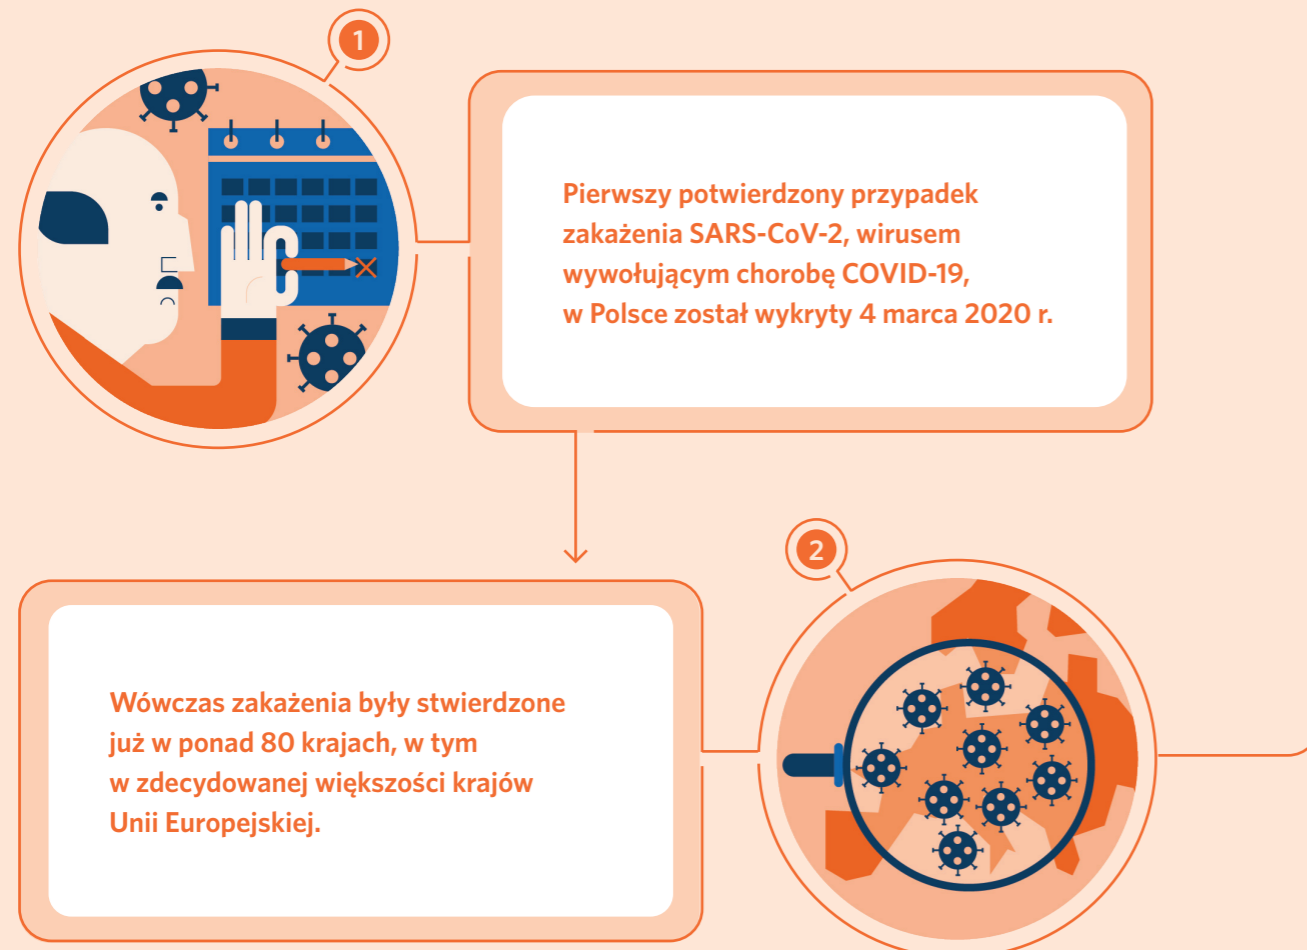 1
Pierwszy potwierdzony przypadek
zakażenia SARS-CoV-2, wirusem
wywołującym chorobę COVID-19,
w Polsce został wykryty 4 marca 2020 r.
2
Wówczas zakażenia były stwierdzone
już w ponad 80 krajach, w tym
w zdecydowanej większości krajów
Unii Europejskiej.